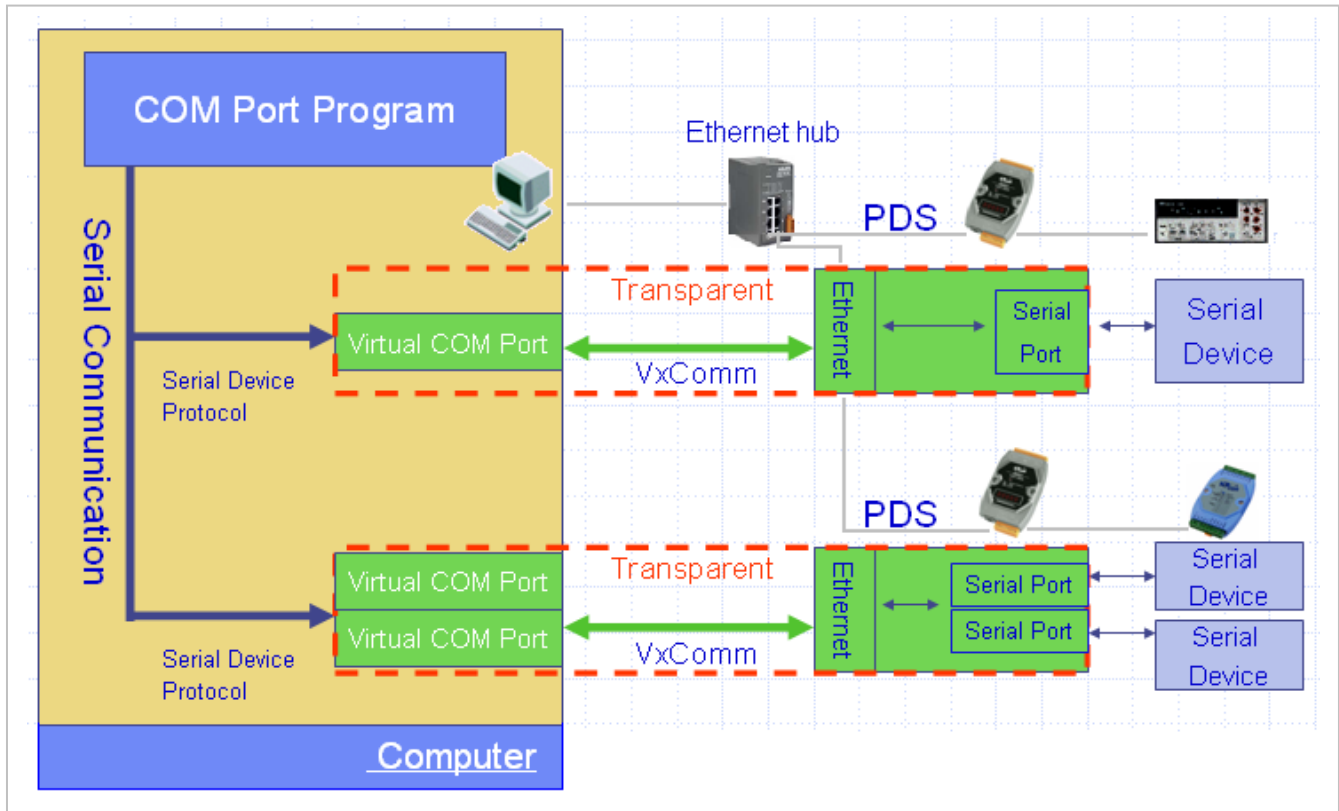 COM Port Program
Ethernet hub
Serial Communication
PDS
Transparent
Virtual COM Port
VxComm
Ethernet
Serial
Port
Serial
Device
Serial Device
Protocol
PDS
Transparent
Virtual COM Port
Virtual COM Port
VxComm
Ethernet
Serial Port
Serial Port
Serial
Device
Serial
Device
Serial Device
Protocol
Computer